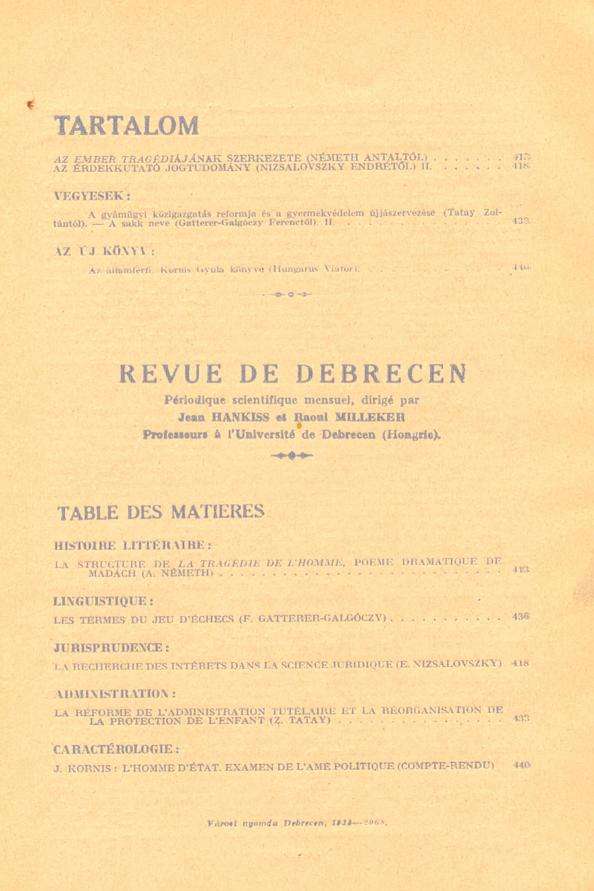 TARTALOM
AZ EMBER TRAGÉDIÁJÁNAK SZERKEZETE (NÉMETH ANTALTÓL) . . . . . . 413
AZ ÉRDEKKUTATÓ JOGTUDOMÁNY (NIZSALOVSZKY ENDRÉTŐL) II. . . . . . . 418
VEGYESEK :
A gyámügyi közigazgatás reformja és a gyermekvédelem újjászervezése (Tatay Zol-
tántól). — A sakk neve (Gatterer-Galgóczy Ferenctől). II. . . . . . . 433
AZ ÚJ KÖNYV :
Az államférfi. Kornis Gyula könyve (Hungarus Viator). . . . . . . 440
REVUE DE DEBRECEN
Périodique scientifique mensuel, dirigé par
Jean HANKISS et Raoul MILLEKER
Professeurs à l'Université de Debrecen (Hongrie).
TABLE DES MATIERES
HISTOIRE LITTÉRAIRE :
LA STRUCTURE DE LA TRAGÉDIE DE L'HOMME, POEME DRAMATIQUE DE
MADÁCH (A. NÉMETH) . . . . . . 413
LINGUISTIQUE :
LES TERMES DU JEU D'ÉCHECS (F. GATTERER-GALGÓCZY) . . . . . . 436
JURISPRUDENCE :
LA RECHERCHE DES INTÉRETS DANS LA SCIENCE JURIDIQUE (E. NIZSALOVSZKY) 418
ADMINISTRATION :
LA RÉFORME DE L'ADMINISTRATION TUTÉLAIRE ET LA RÉORGANISATION DE
LA PROTECTION DE L'ENFANT (Z. TATAY) . . . . . . 433
CARACTÉROLOGIE :
J. KORNIS : L'HOMME D'ÉTAT. EXAMEN DE L'AME POLITIQUE (COMPTE-RENDU) 440
Városi nyomda Debrecen,